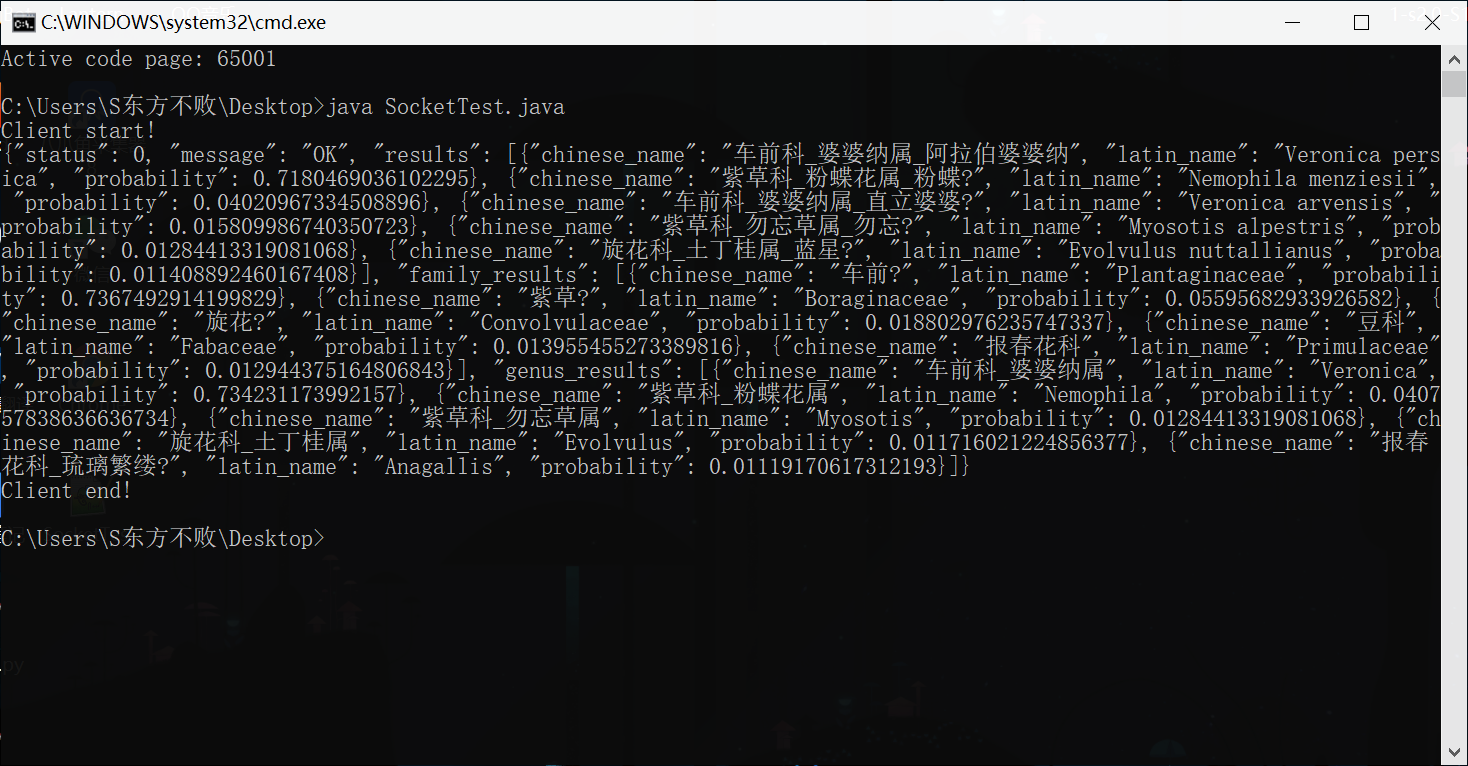 C:\WINDOWS\system32\cmd.exe
Active code page: 65001
C:\Users\S东方不败\Desktop>java SocketTest.java
Client start!
{"status": 0, "message": "OK", "results": [{"chinese_name": "车前科_婆婆纳属_阿拉伯婆婆纳", "latin_name": "Veronica pers
ica", "probability": 0.7180469036102295}, {"chinese_name": "紫草科_粉蝶花属_粉蝶?", "latin_name": "Nemophila menziesii",
"probability": 0.04020967334508896}, {"chinese_name": "车前科_婆婆纳属_直立婆婆?", "latin_name": "Veronica arvensis", "
probability": 0.015809986740350723}, {"chinese_name": "紫草科_勿忘草属_勿忘?", "latin_name": "Myosotis alpestris", "prob
ability": 0.01284413319081068}, {"chinese_name": "旋花科_土丁桂属_蓝星?", "latin_name": "Evolvulus nuttallianus", "proba
bility": 0.011408892460167408}], "family_results": [{"chinese_name": "车前?", "latin_name": "Plantaginaceae", "probabili
ty": 0.7367492914199829}, {"chinese_name": "紫草?", "latin_name": "Boraginaceae", "probability": 0.05595682933926582}, {
"chinese_name": "旋花?", "latin_name": "Convolvulaceae", "probability": 0.018802976235747337}, {"chinese_name": "豆科",
"latin_name": "Fabaceae", "probability": 0.013955455273389816}, {"chinese_name": "报春花科", "latin_name": "Primulaceae"
, "probability": 0.012944375164806843}], "genus_results": [{"chinese_name": "车前科_婆婆纳属", "latin_name": "Veronica",
"probability": 0.734231173992157}, {"chinese_name": "紫草科_粉蝶花属", "latin_name": "Nemophila", "probability": 0.0407
57838636636734}, {"chinese_name": "紫草科_勿忘草属", "latin_name": "Myosotis", "probability": 0.01284413319081068}, {"ch
inese_name": "旋花科_土丁桂属", "latin_name": "Evolvulus", "probability": 0.011716021224856377}, {"chinese_name": "报春
花科_琉璃繁缕?", "latin_name": "Anagallis", "probability": 0.01119170617312193}]}
Client end!
C:\Users\S东方不败\Desktop>